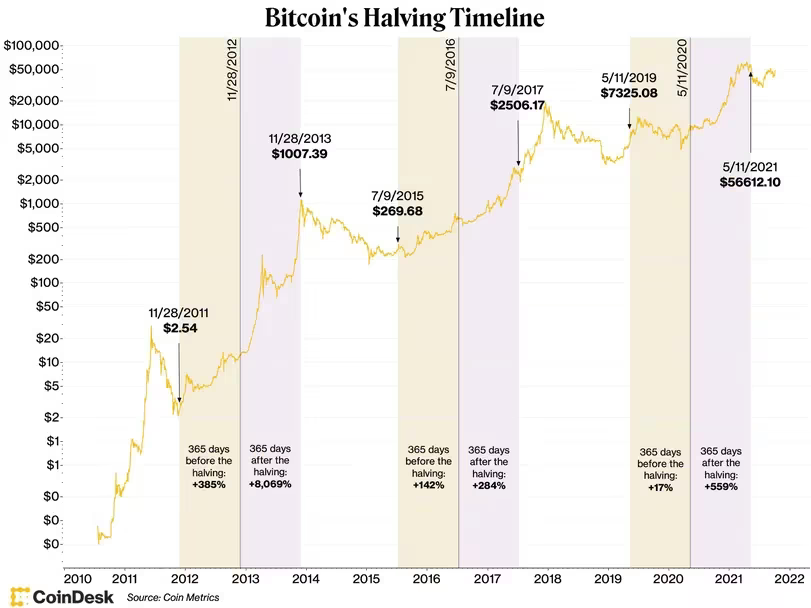 Bitcoin's Halving Timeline
$100,000
$50,000
$20,000
$10,000
$5,000
$2,000
$1,000
$500
$200
$100
$50
$20
$10
$5
$2
$1
$1
$0
$0
$0
11/28/2012
7/9/2016
5/11/2020
11/28/2011
$2.54
11/28/2013
$1007.39
7/9/2015
$269.68
7/9/2017
$2506.17
5/11/2019
$7325.08
5/11/2021
$56612.10
365 days
before the
halving:
+385%
365 days
after the
halving:
+8,069%
365 days
before the
halving:
+142%
365 days
after the
halving:
+284%
365 days
before the
halving:
+17%
365 days
after the
halving:
+559%
2010 2011 2012 2013 2014 2015 2016 2017 2018 2019 2020 2021 2022
CoinDesk Source: Coin Metrics